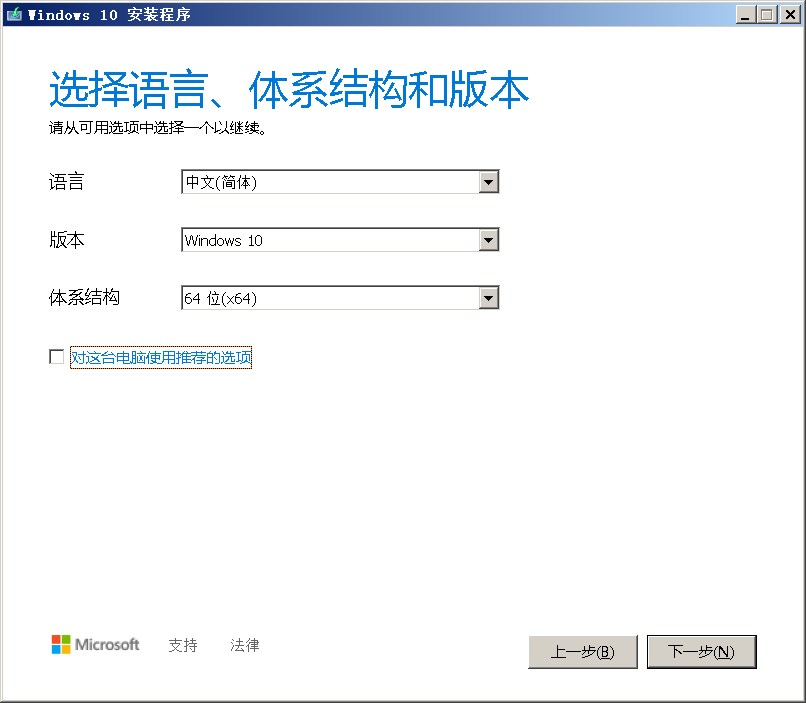 Windows 10 安装程序
选择语言、体系结构和版本
请从可用选项中选择一个以继续。
语言 中文(简体)
版本 Windows 10
体系结构 64 位(x64)
对这台电脑使用推荐的选项
Microsoft 支持 法律 上一步(B) 下一步(N)